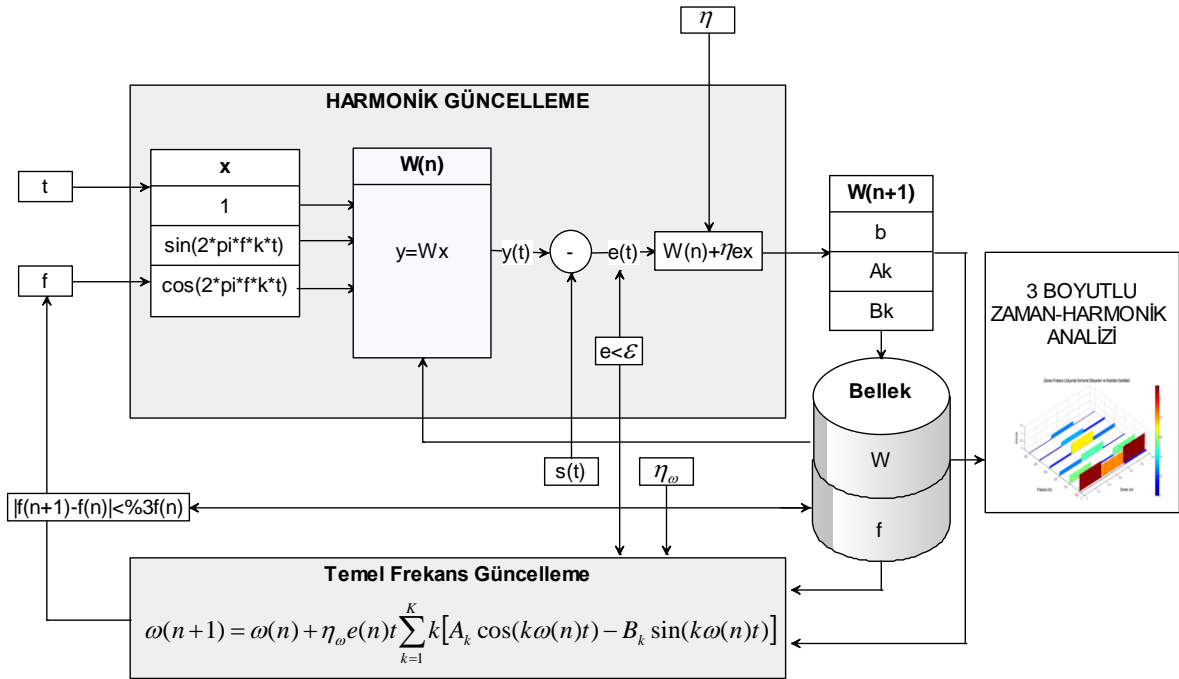 η
HARMONİK GÜNCELLEME
x
1
sin(2*pi*f*k*t)
cos(2*pi*f*k*t)
t
f
W(n)
y=Wx
y(t)
-
e(t)
W(n)+ηex
W(n+1)
b
Ak
Bk
e<ε
s(t)
η_ω
Bellek
W
f
3 BOYUTLU
ZAMAN-HARMONİK
ANALİZİ
|f(n+1)-f(n)|<%3f(n)
Temel Frekans Güncelleme
ω(n+1) = ω(n) + η_ω e(n)t ∑_{k=1}^{K} k[A_k cos(kω(n)t) − B_k sin(kω(n)t)]